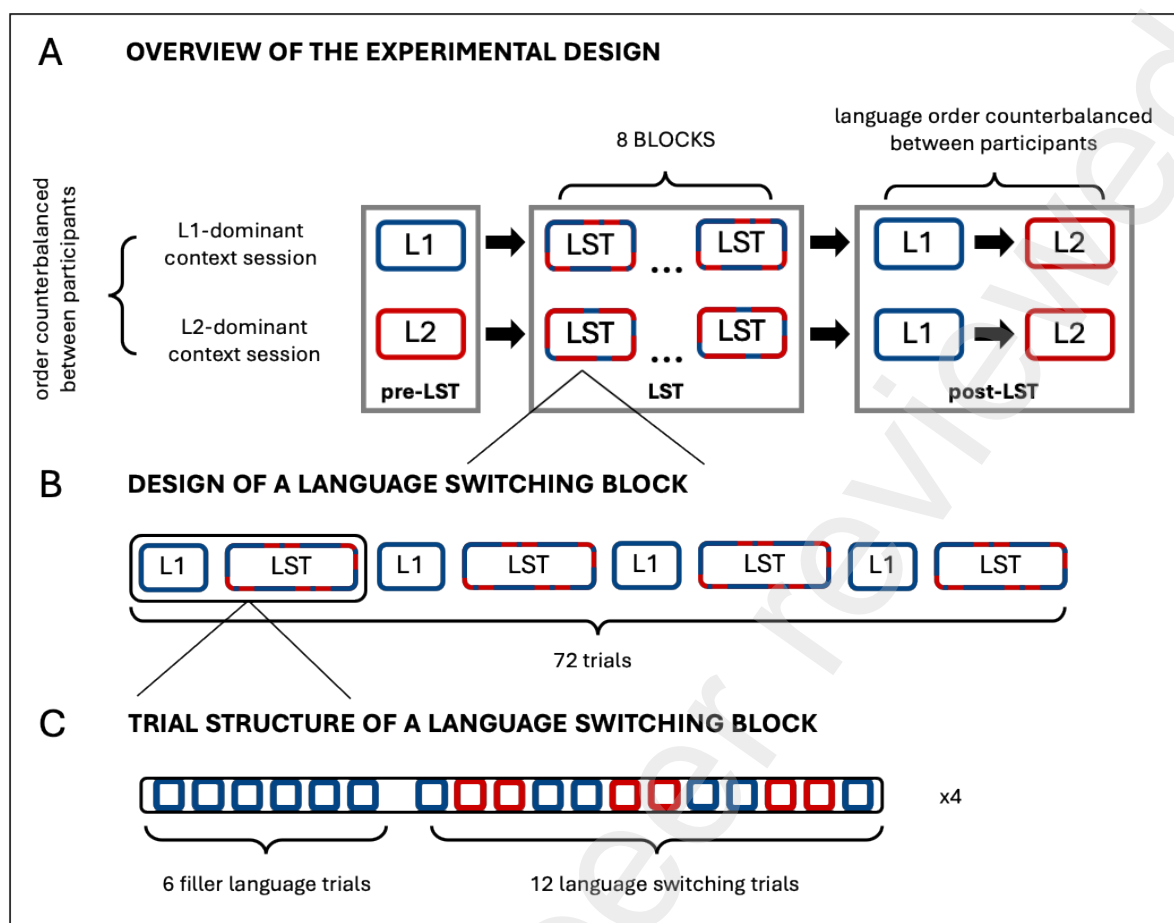 A OVERVIEW OF THE EXPERIMENTAL DESIGN
language order counterbalanced
between participants
8 BLOCKS
order counterbalanced
between participants
L1-dominant
context session
L1
LST
...
LST
L1
L2
L2-dominant
context session
L2
LST
...
LST
L1
L2
pre-LST
LST
post-LST
B DESIGN OF A LANGUAGE SWITCHING BLOCK
L1 LST L1 LST L1 LST L1 LST
72 trials
C TRIAL STRUCTURE OF A LANGUAGE SWITCHING BLOCK
x4
6 filler language trials
12 language switching trials
eer reviewed